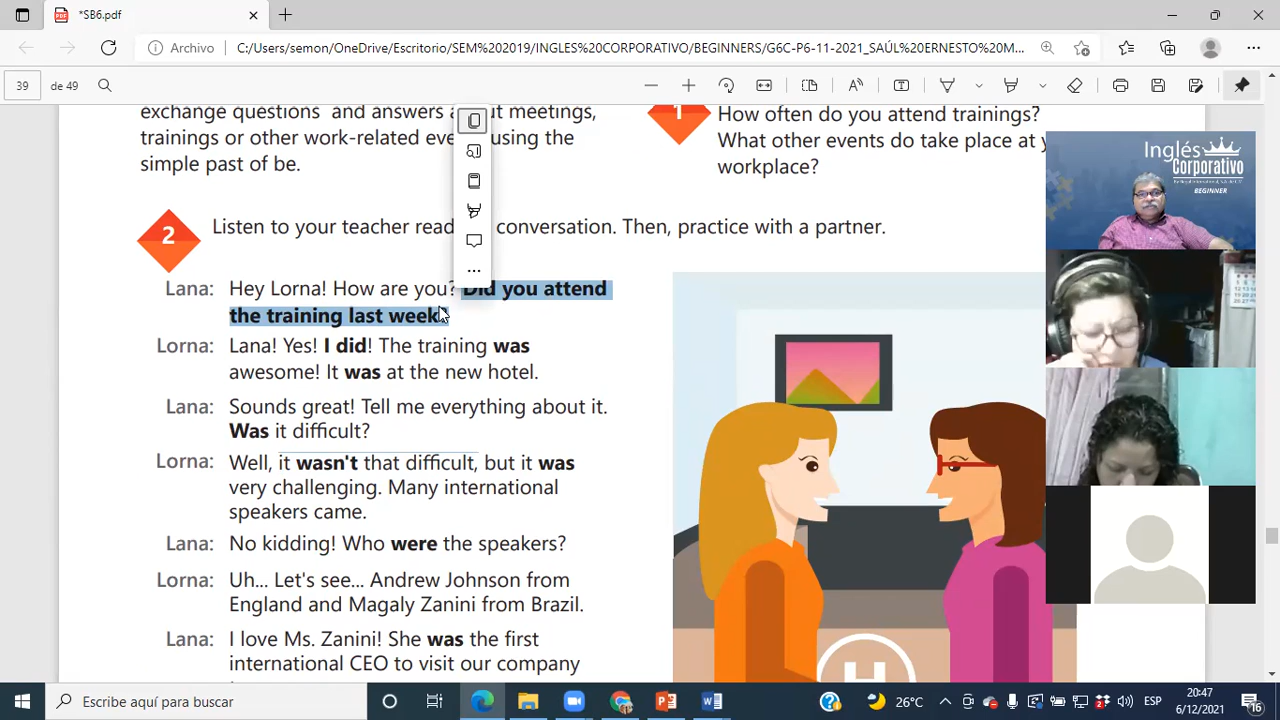 *SB6.pdf
Archivo
C:/Users/semon/OneDrive/Escritorio/SEM%202019/INGLES%20CORPORATIVO/BEGINNERS/G6C-P6-11-2021_SAÚL%20ERNESTO%20M...
39 de 49
exchange questions and answers a ut meetings,
trainings or other work-related eve using the
simple past of be.
1
How often do you attend trainings?
What other events do take place at y
workplace?
Inglés
Corporativo
BEGINNER
2
Listen to your teacher read conversation. Then, practice with a partner.
Lana: Hey Lorna! How are you? Did you attend
the training last week
Lorna: Lana! Yes! I did! The training was
awesome! It was at the new hotel.
Lana: Sounds great! Tell me everything about it.
Was it difficult?
Lorna: Well, it wasn't that difficult, but it was
very challenging. Many international
speakers came.
Lana: No kidding! Who were the speakers?
Lorna: Uh... Let's see... Andrew Johnson from
England and Magaly Zanini from Brazil.
Lana: I love Ms. Zanini! She was the first
international CEO to visit our company
H
Escribe aquí para buscar
26°C
ESP
20:47
6/12/2021
16